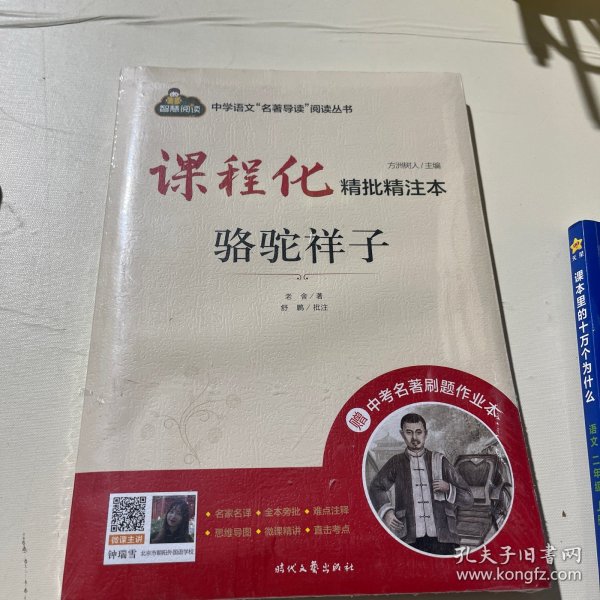 智慧阅读
中学语文“名著导读”阅读丛书
方洲树人/主编
课程化 精批精注本
骆驼祥子
老舍/著
舒鹏/批注
赠 中考名著刷题作业本
·名家名译 ·全本旁批 ·难点注释
·思维导图 ·微课精讲 ·直击考点
微课主讲
钟瑞雪 北京市朝阳外国语学校
时代文艺出版社
天星
课本里的十万个为什么
语文 二年级
孔夫子旧书网
www.kongfz.com